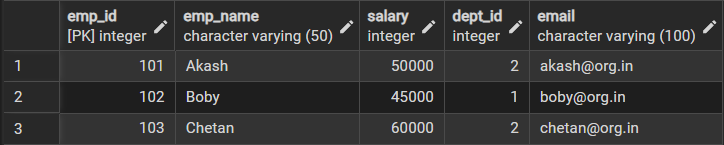 emp_id emp_name salary dept_id email
[PK] integer character varying (50) integer integer character varying (100)
1 101 Akash 50000 2 akash@org.in
2 102 Boby 45000 1 boby@org.in
3 103 Chetan 60000 2 chetan@org.in